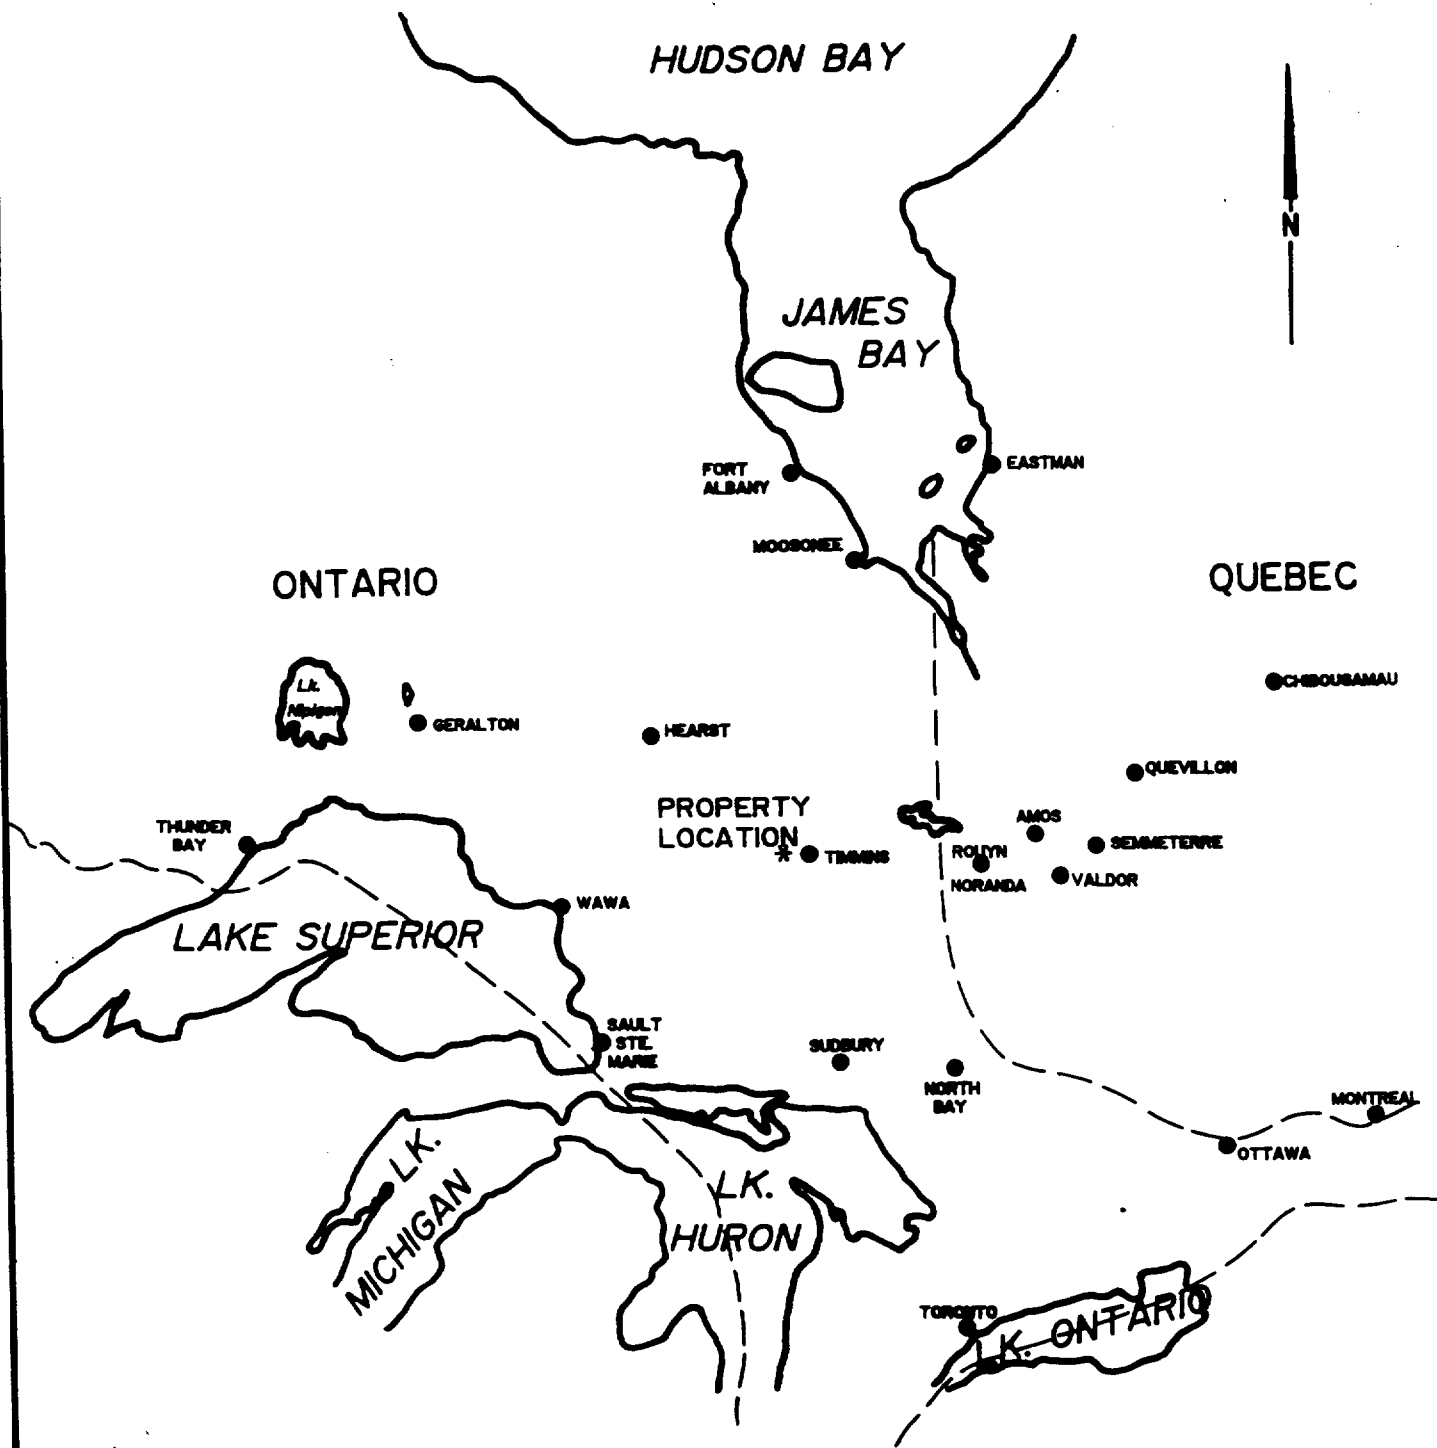 HUDSON BAY
N
JAMES
BAY
FORT
ALBANY
EASTMAN
MOOSONEE
ONTARIO
QUEBEC
Lk.
Nipigon
GERALTON
HEARST
CHIBOUGAMAU
QUEVILLON
PROPERTY
LOCATION
*
TIMMINS
AMOS
SEMMETERRE
ROUYN
NORANDA
VALDOR
THUNDER
BAY
WAWA
LAKE SUPERIOR
SAULT
STE.
MARIE
SUDBURY
NORTH
BAY
MONTREAL
OTTAWA
LK.
MICHIGAN
LK.
HURON
TORONTO
LK. ONTARIO